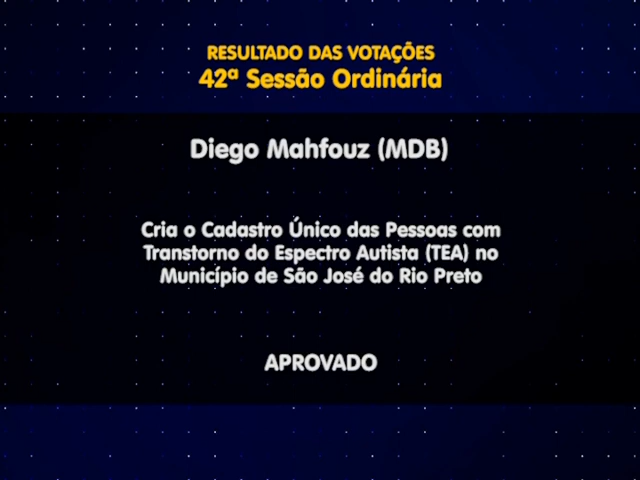 RESULTADO DAS VOTAÇÕES
42ª Sessão Ordinária
Diego Mahfouz (MDB)
Cria o Cadastro Único das Pessoas com
Transtorno do Espectro Autista (TEA) no
Município de São José do Rio Preto
APROVADO